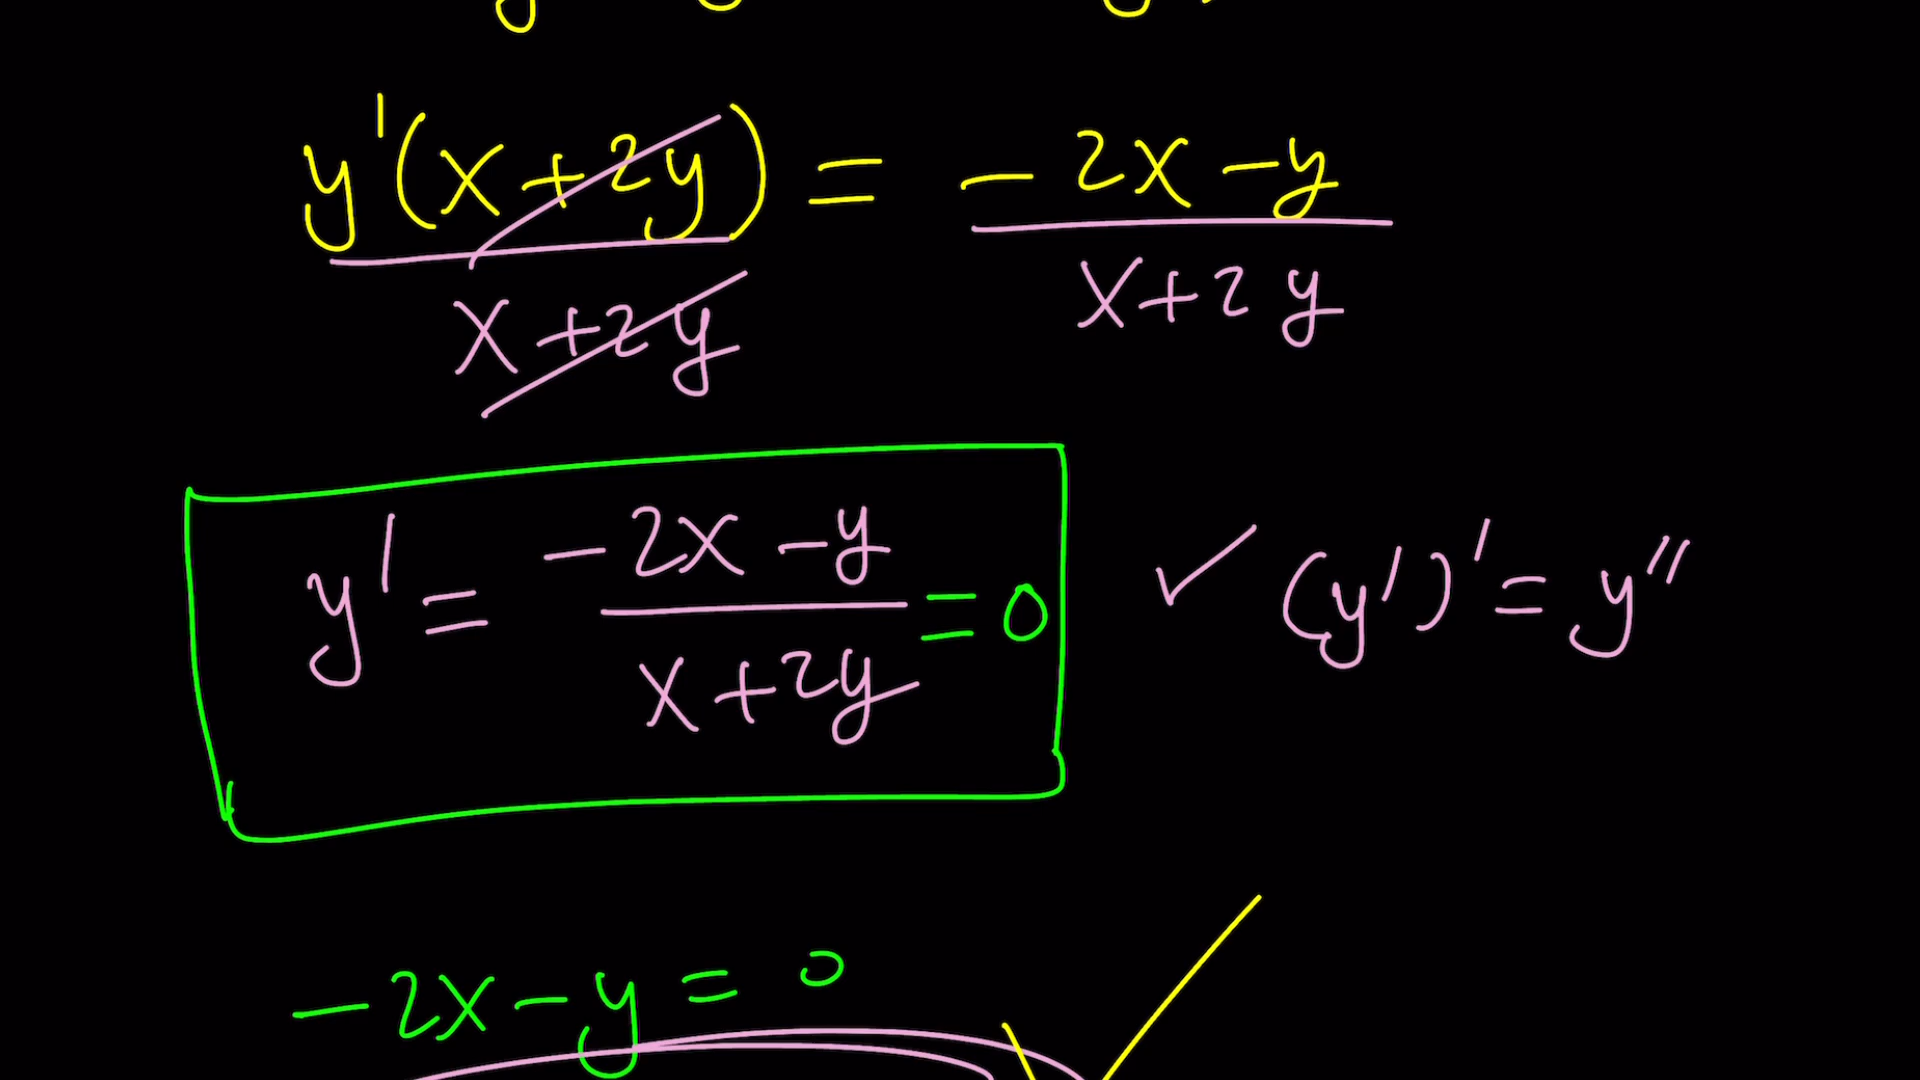 y'(x+2y) = -2x-y
x+2y x+2y
y' = -2x-y = 0 ✓ (y')' = y''
x+2y
-2x-y = 0